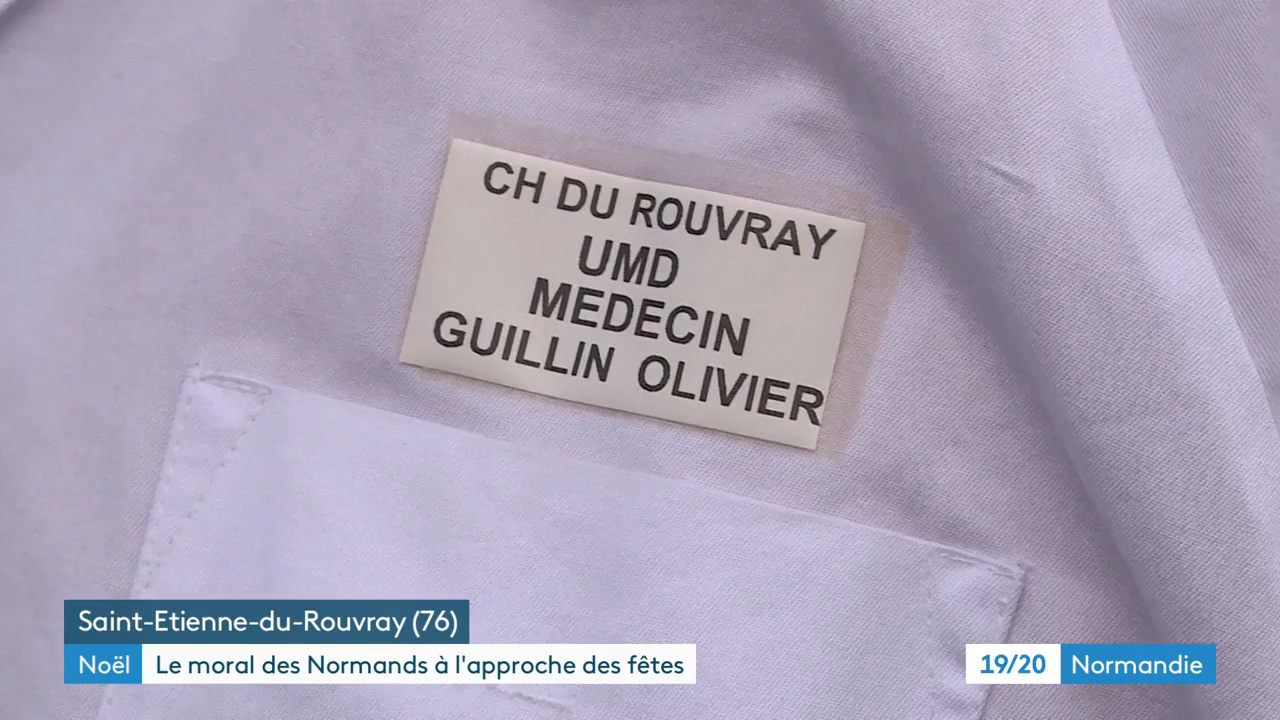 CH DU ROUVRAY
UMD
MEDECIN
GUILLIN OLIVIER
Saint-Etienne-du-Rouvray (76)
Noël Le moral des Normands à l'approche des fêtes
19/20 Normandie